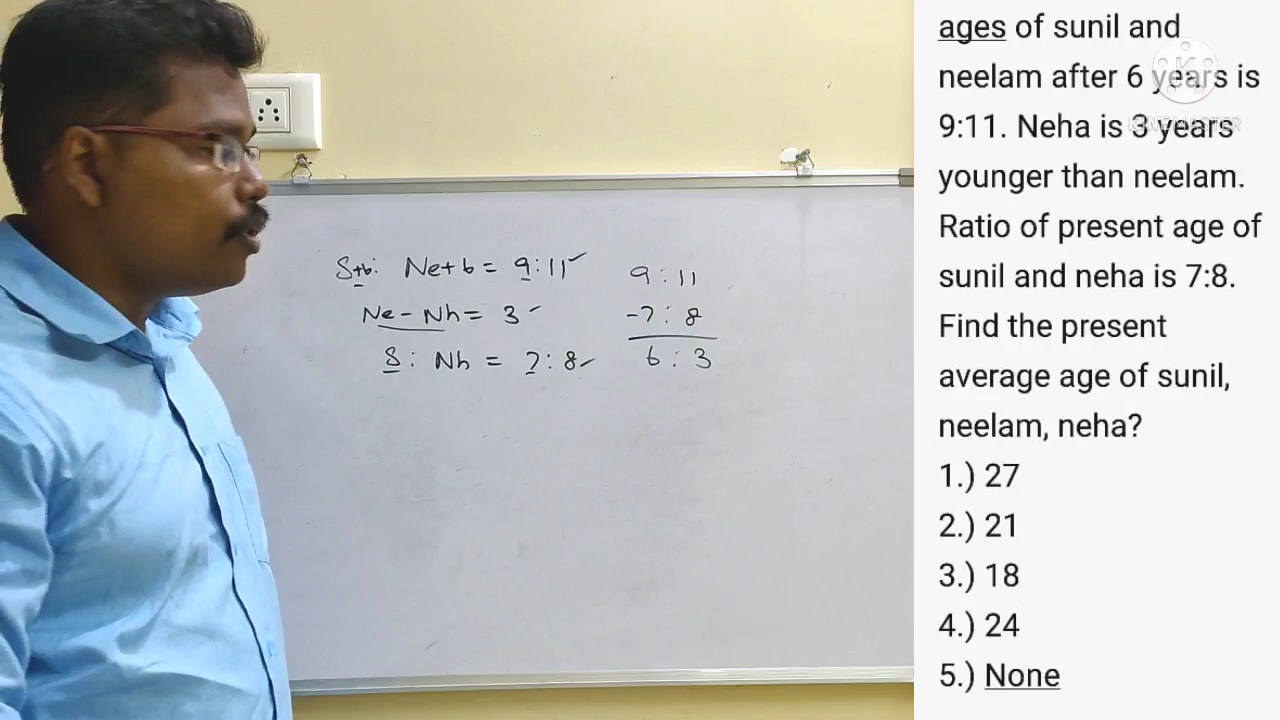 S+6: Ne+6 = 9:11
Ne - Nh = 3
S: Nh = 7:8
9:11
-7:8
6:3
ages of sunil and
neelam after 6 years is
9:11. Neha is 3 years
younger than neelam.
Ratio of present age of
sunil and neha is 7:8.
Find the present
average age of sunil,
neelam, neha?
1.) 27
2.) 21
3.) 18
4.) 24
5.) None
KINEMASTER